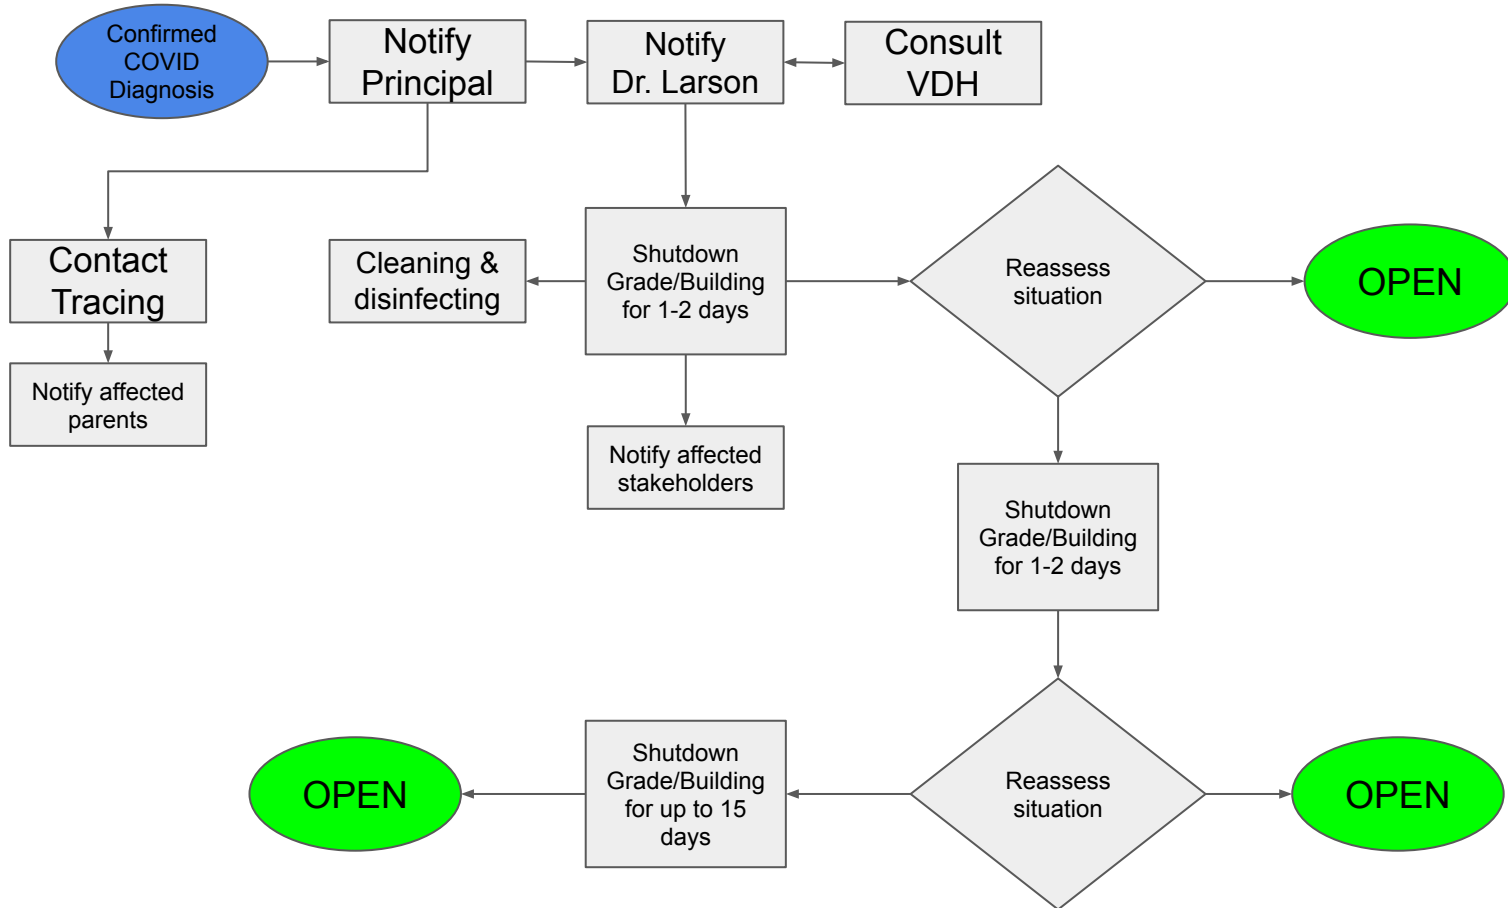 Confirmed
COVID
Diagnosis
Notify
Principal
Notify
Dr. Larson
Consult
VDH
Contact
Tracing
Cleaning &
disinfecting
Shutdown
Grade/Building
for 1-2 days
Reassess
situation
OPEN
Notify affected
parents
Notify affected
stakeholders
Shutdown
Grade/Building
for 1-2 days
OPEN
Shutdown
Grade/Building
for up to 15
days
Reassess
situation
OPEN